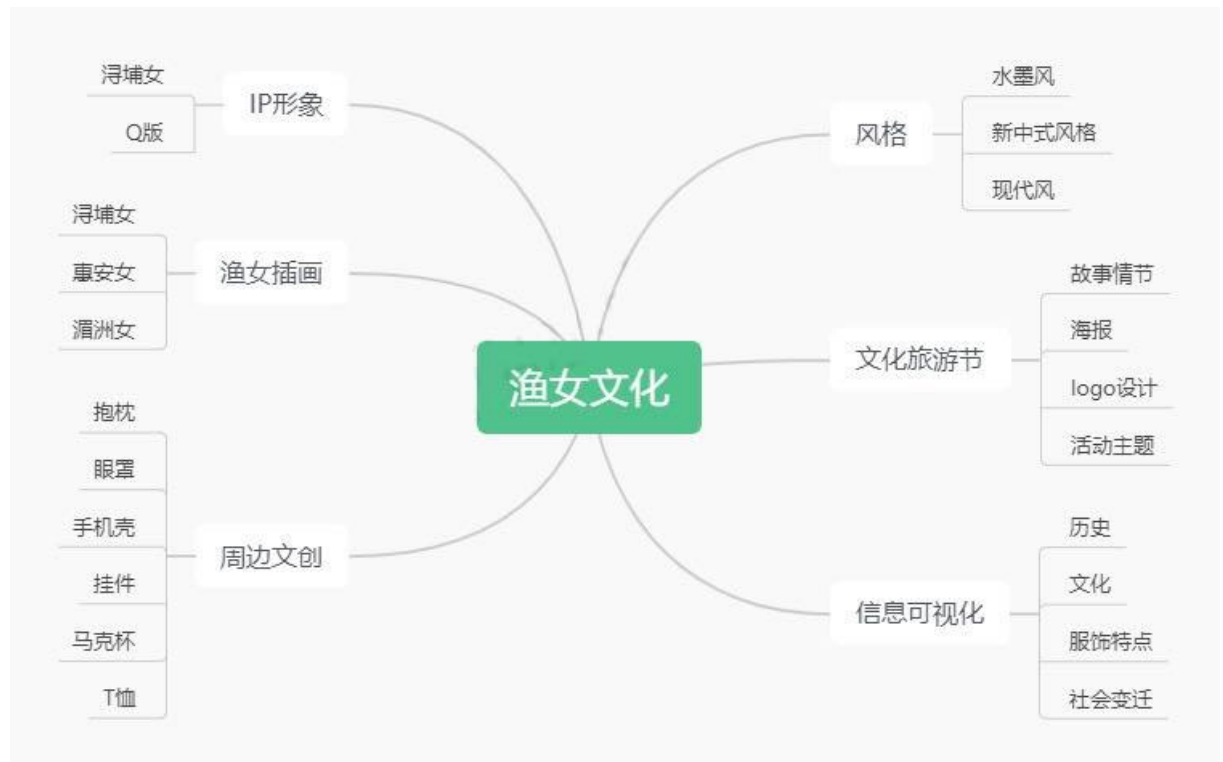 渔女文化
IP形象
浔埔女
Q版
渔女插画
浔埔女
惠安女
湄洲女
周边文创
抱枕
眼罩
手机壳
挂件
马克杯
T恤
风格
水墨风
新中式风格
现代风
文化旅游节
故事情节
海报
logo设计
活动主题
信息可视化
历史
文化
服饰特点
社会变迁